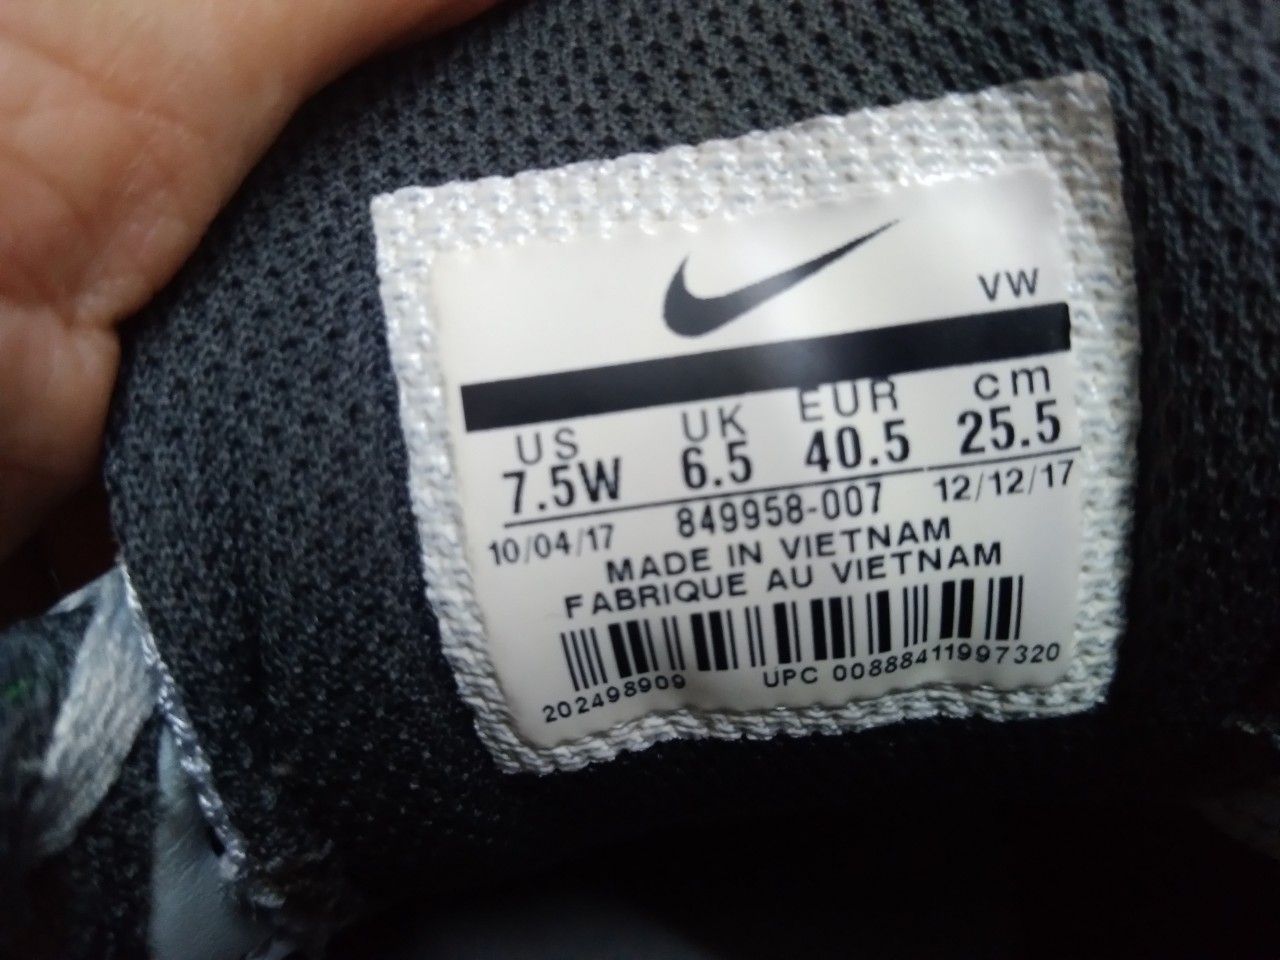 VW
US UK EUR cm
7.5W 6.5 40.5 25.5
10/04/17 849958-007 12/12/17
MADE IN VIETNAM
FABRIQUE AU VIETNAM
202498909 UPC 00888411997320